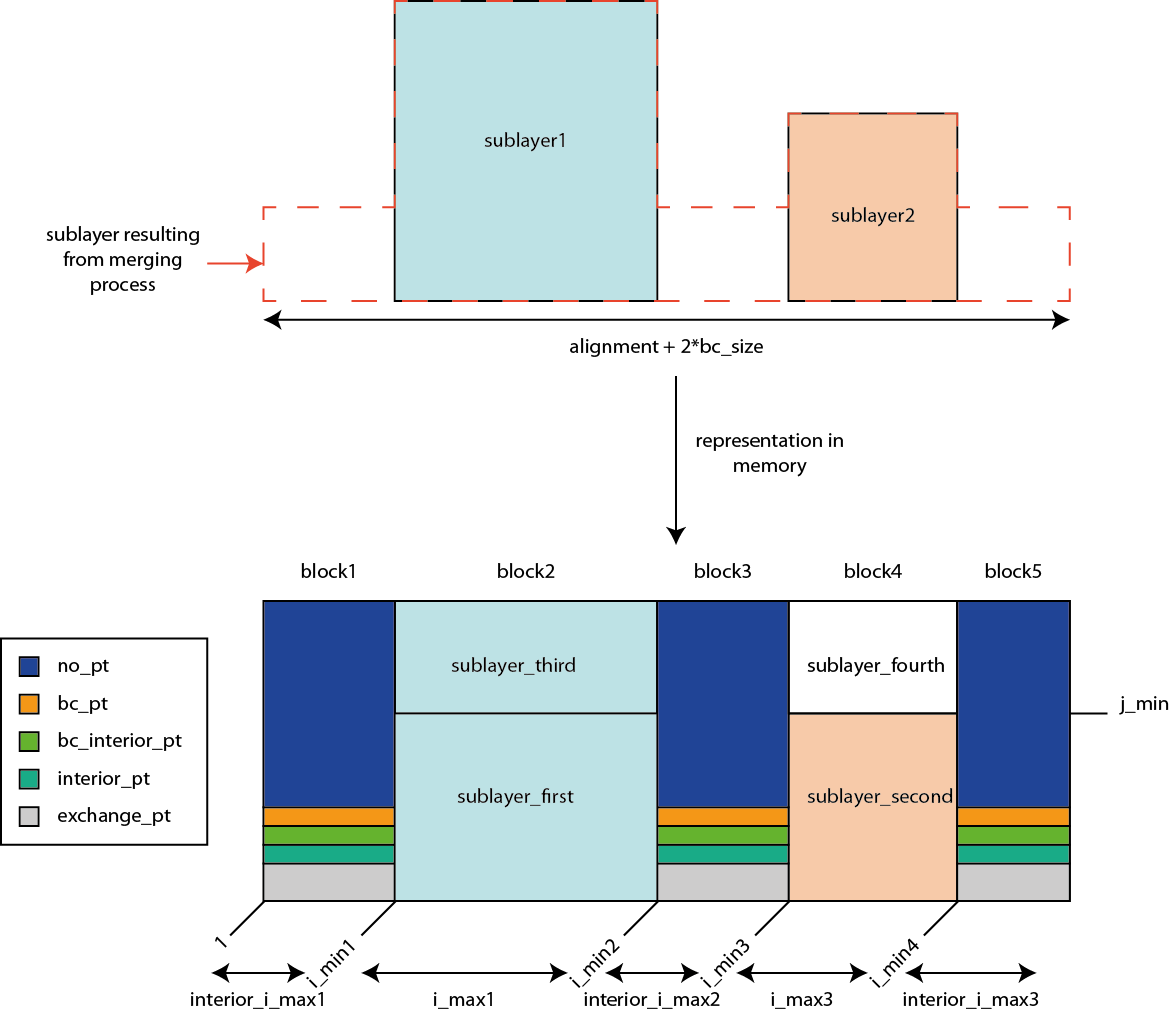 sublayer1
sublayer2
sublayer resulting
from merging
process
alignment + 2*bc_size
representation in
memory
block1 block2 block3 block4 block5
no_pt
bc_pt
bc_interior_pt
interior_pt
exchange_pt
sublayer_third
sublayer_fourth
j_min
sublayer_first
sublayer_second
1 i_min1 i_min2 i_min3 i_min4
interior_i_max1 i_max1 interior_i_max2 i_max3 interior_i_max3